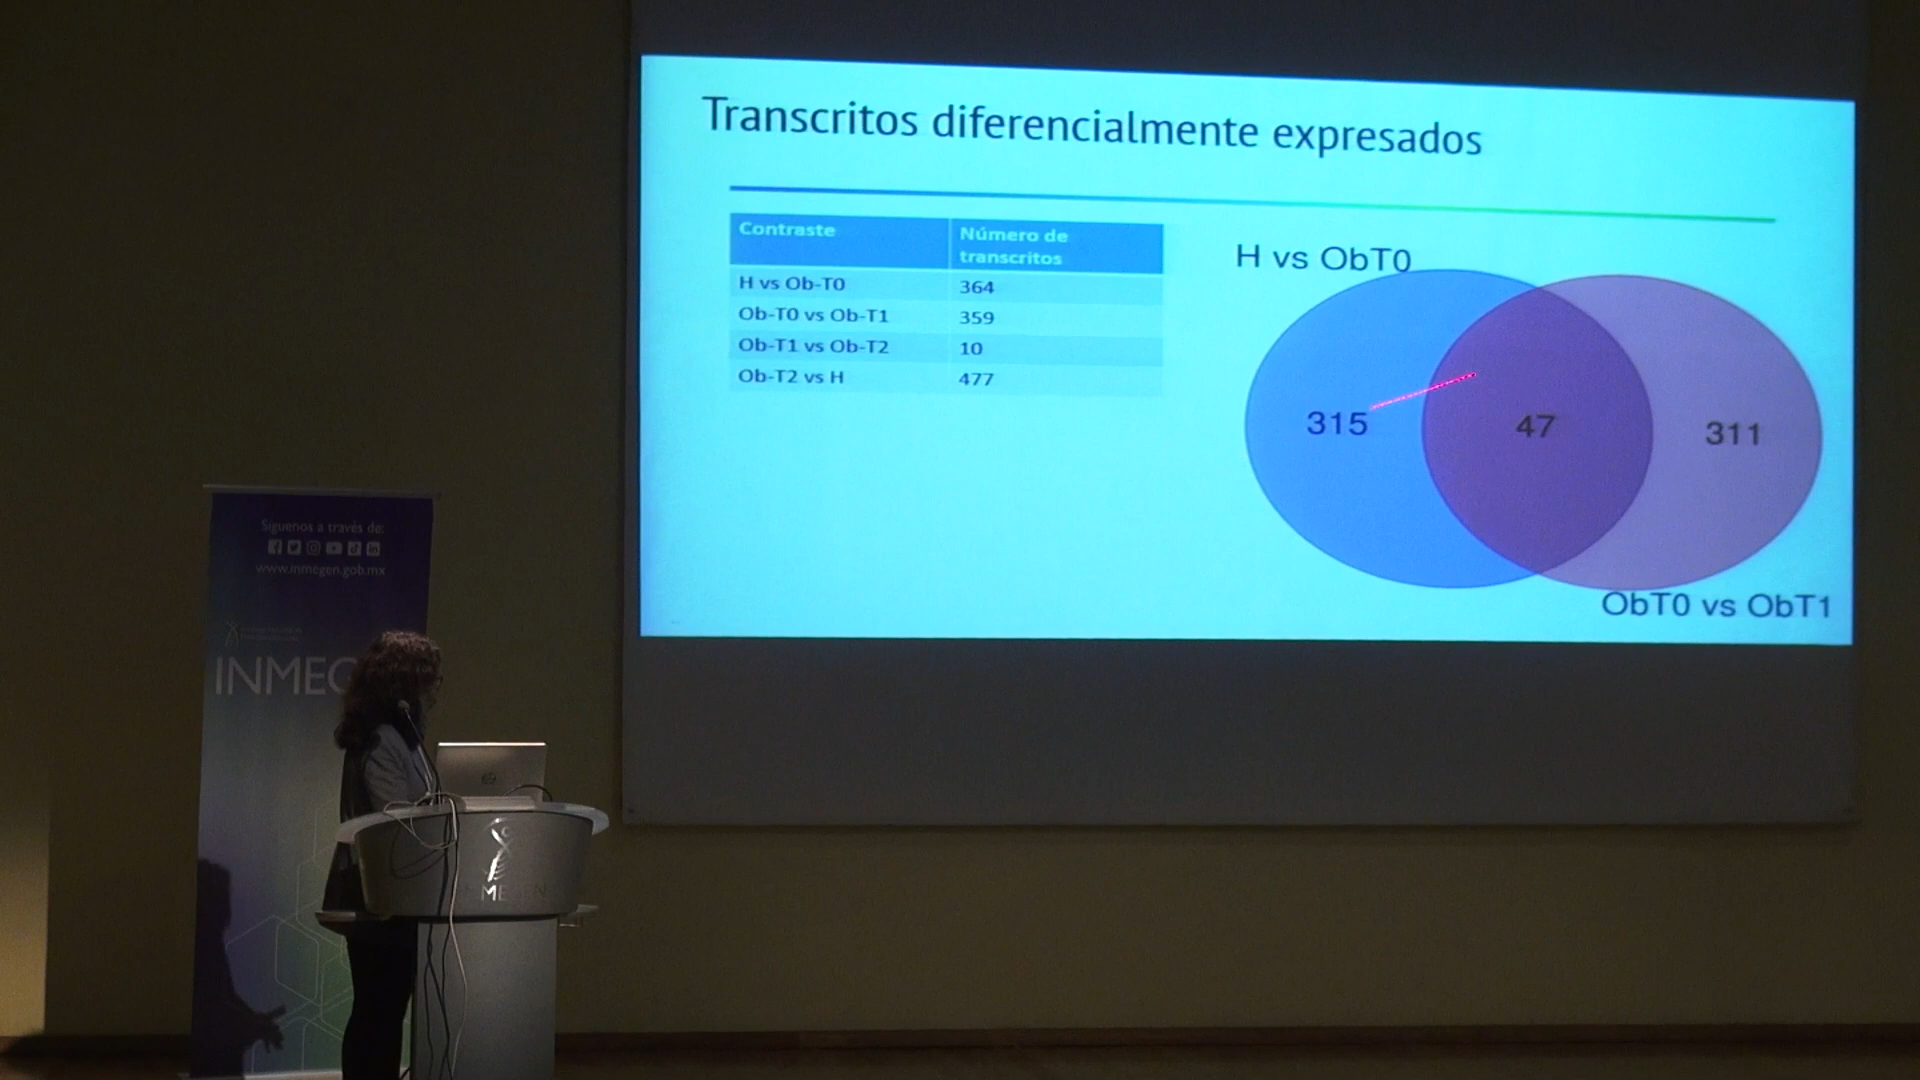 Transcritos diferencialmente expresados
Contraste
Número de
transcritos
H vs Ob-T0
364
Ob-T0 vs Ob-T1
359
Ob-T1 vs Ob-T2
10
Ob-T2 vs H
477
H vs ObT0
315
47
311
ObT0 vs ObT1
Síguenos a través de:
www.inmegen.gob.mx
INMEG
INMEGEN